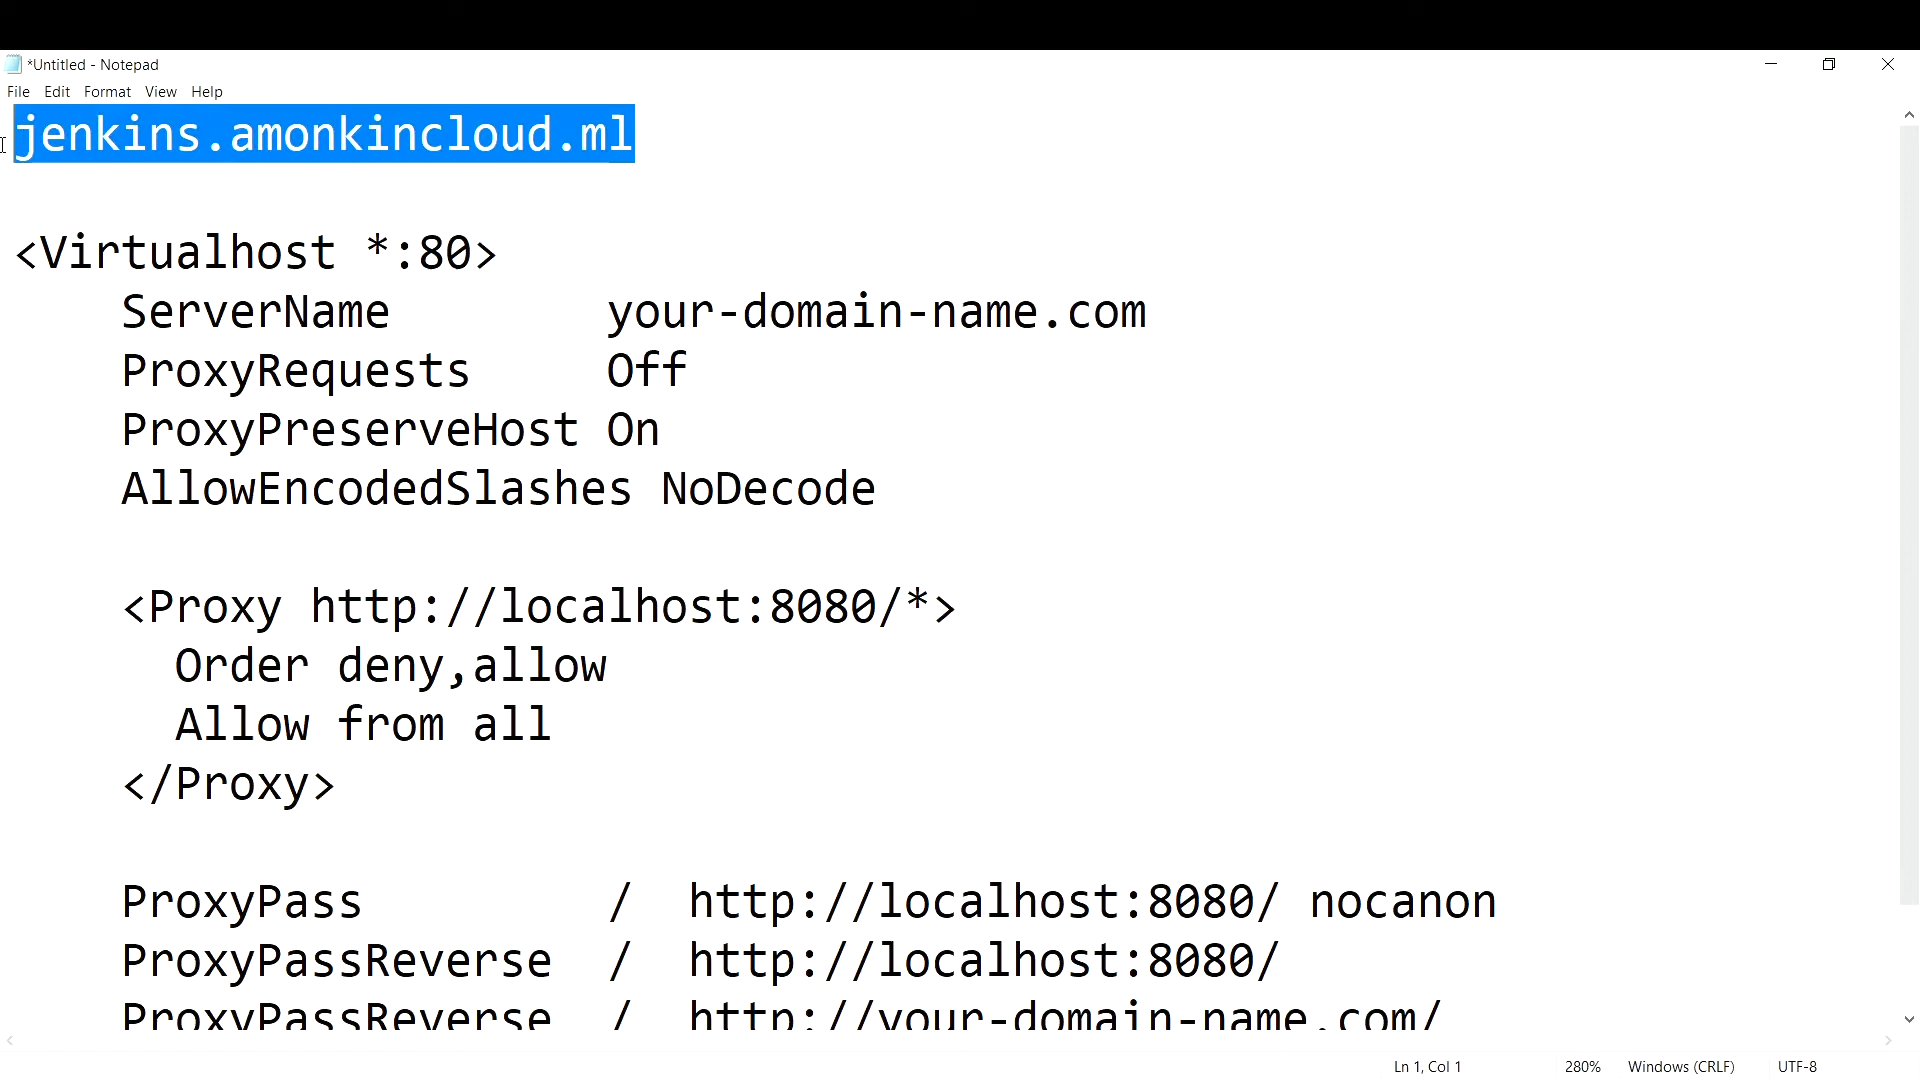 *Untitled - Notepad
File Edit Format View Help
jenkins.amonkincloud.ml
<Virtualhost *:80>
ServerName your-domain-name.com
ProxyRequests Off
ProxyPreserveHost On
AllowEncodedSlashes NoDecode
<Proxy http://localhost:8080/*>
Order deny,allow
Allow from all
</Proxy>
ProxyPass / http://localhost:8080/ nocanon
ProxyPassReverse / http://localhost:8080/
ProxyPassReverse / http://your-domain-name.com/
Ln 1, Col 1 280% Windows (CRLF) UTF-8